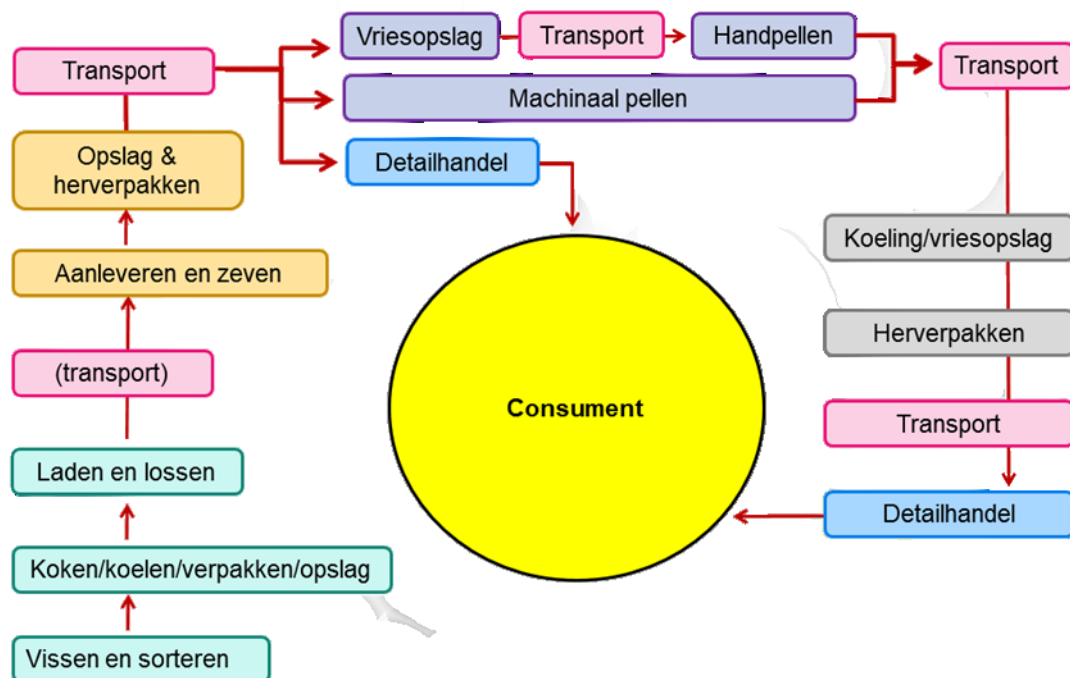 Vriesopslag
Transport
Handpellen
Transport
Transport
Machinaal pellen
Opslag &
herverpakken
Detailhandel
Koeling/vriesopslag
Aanleveren en zeven
Herverpakken
(transport)
Consument
Transport
Laden en lossen
Detailhandel
Koken/koelen/verpakken/opslag
Vissen en sorteren